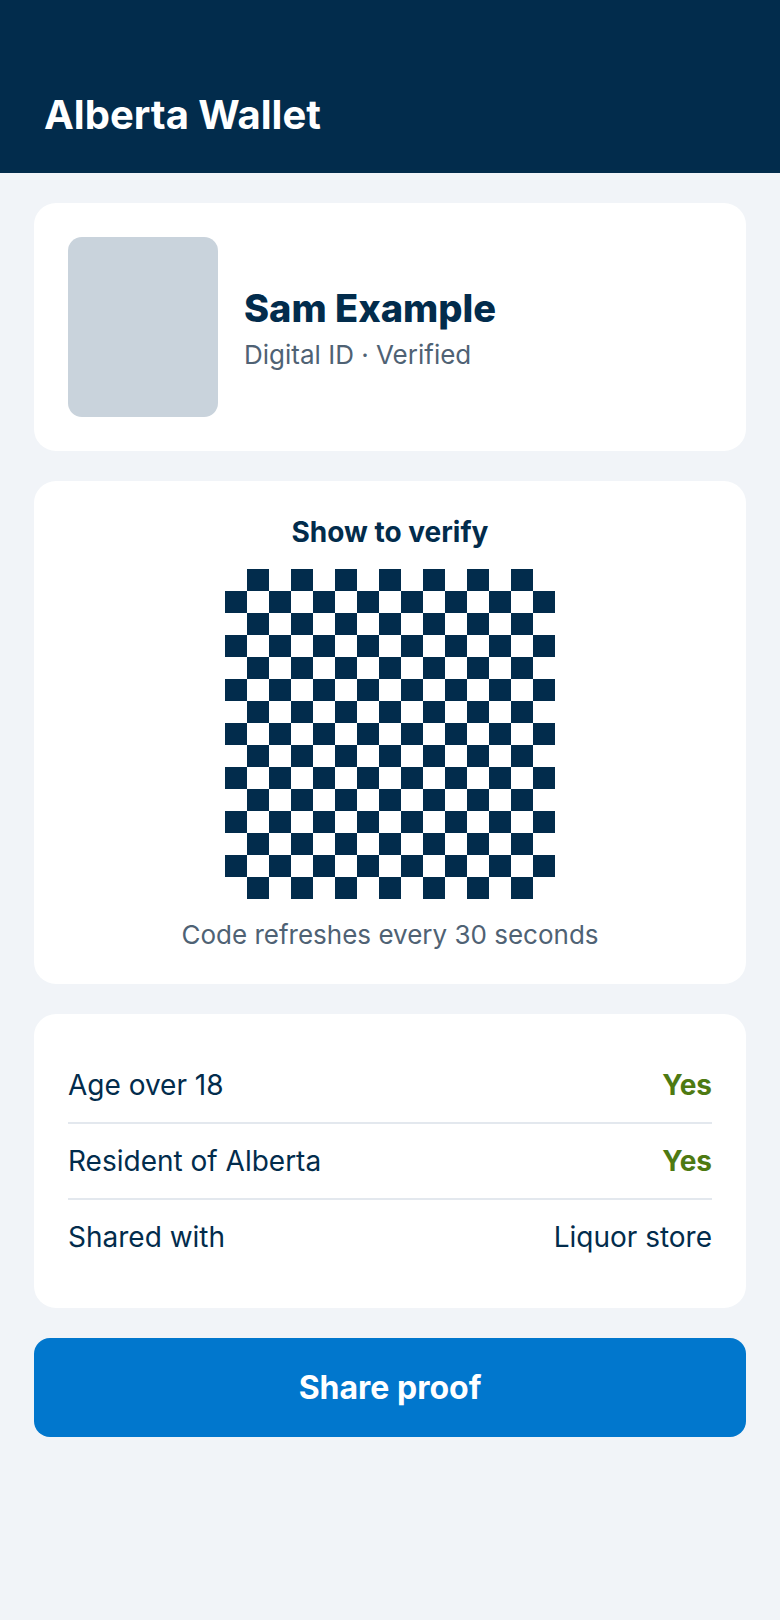 Alberta Wallet
Sam Example
Digital ID · Verified
Show to verify
Code refreshes every 30 seconds
Age over 18 Yes
Resident of Alberta Yes
Shared with Liquor store
Share proof